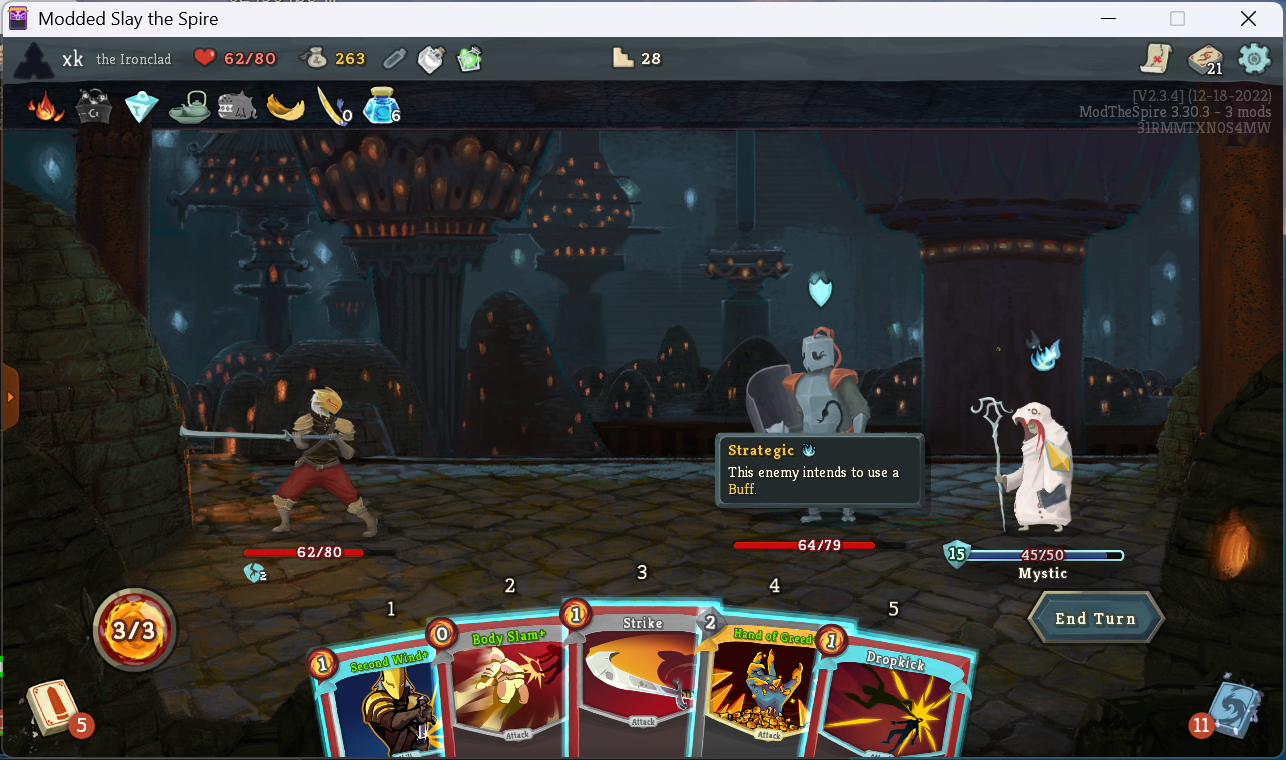 Modded Slay the Spire
xk the Ironclad 62/80 263 28 21
0 6
[V2.3.4] (12-18-2022)
ModTheSpire 3.30.3 - 3 mods
31RMMTXN0S4MW
Strategic
This enemy intends to use a
Buff.
62/80
2
64/79
15 45/50
Mystic
1 2 3 4 5
3/3
End Turn
1 Second Wind+
0 Body Slam+
Attack
1 Strike
Attack
2 Hand of Greed
Attack
1 Dropkick
5
11